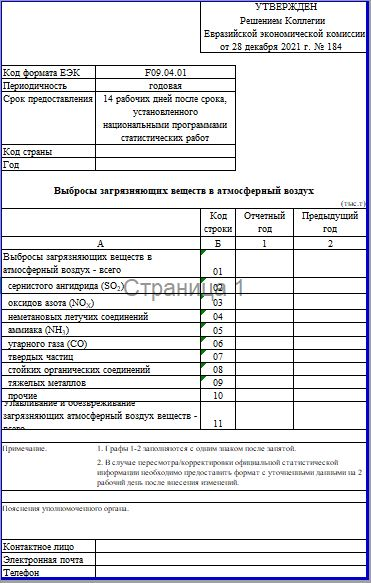 УТВЕРЖДЕН
Решением Коллегии
Евразийской экономической комиссии
от 28 декабря 2021 г. № 184
Код формата ЕЭК F09.04.01
Периодичность годовая
Срок предоставления 14 рабочих дней после срока,
установленного
национальными программами
статистических работ
Код страны
Год
Выбросы загрязняющих веществ в атмосферный воздух
(тыс.т)
Код строки Отчетный год Предыдущий год
А Б 1 2
Выбросы загрязняющих веществ в
атмосферный воздух - всего 01
сернистого ангидрида (SO2) 02
Страница 1
оксидов азота (NOX) 03
неметановых летучих соединений 04
аммиака (NH3) 05
угарного газа (CO) 06
твердых частиц 07
стойких органических соединений 08
тяжелых металлов 09
прочие 10
Улавливание и обезвреживание
загрязняющих атмосферный воздух веществ -
всего 11
Примечание. 1. Графы 1-2 заполняются с одним знаком после запятой.
2. В случае пересмотра/корректировки официальной статистической
информации необходимо предоставить формат с уточненными данными на 2
рабочий день после внесения изменений.
Пояснения уполномоченного органа.
Контактное лицо
Электронная почта
Телефон